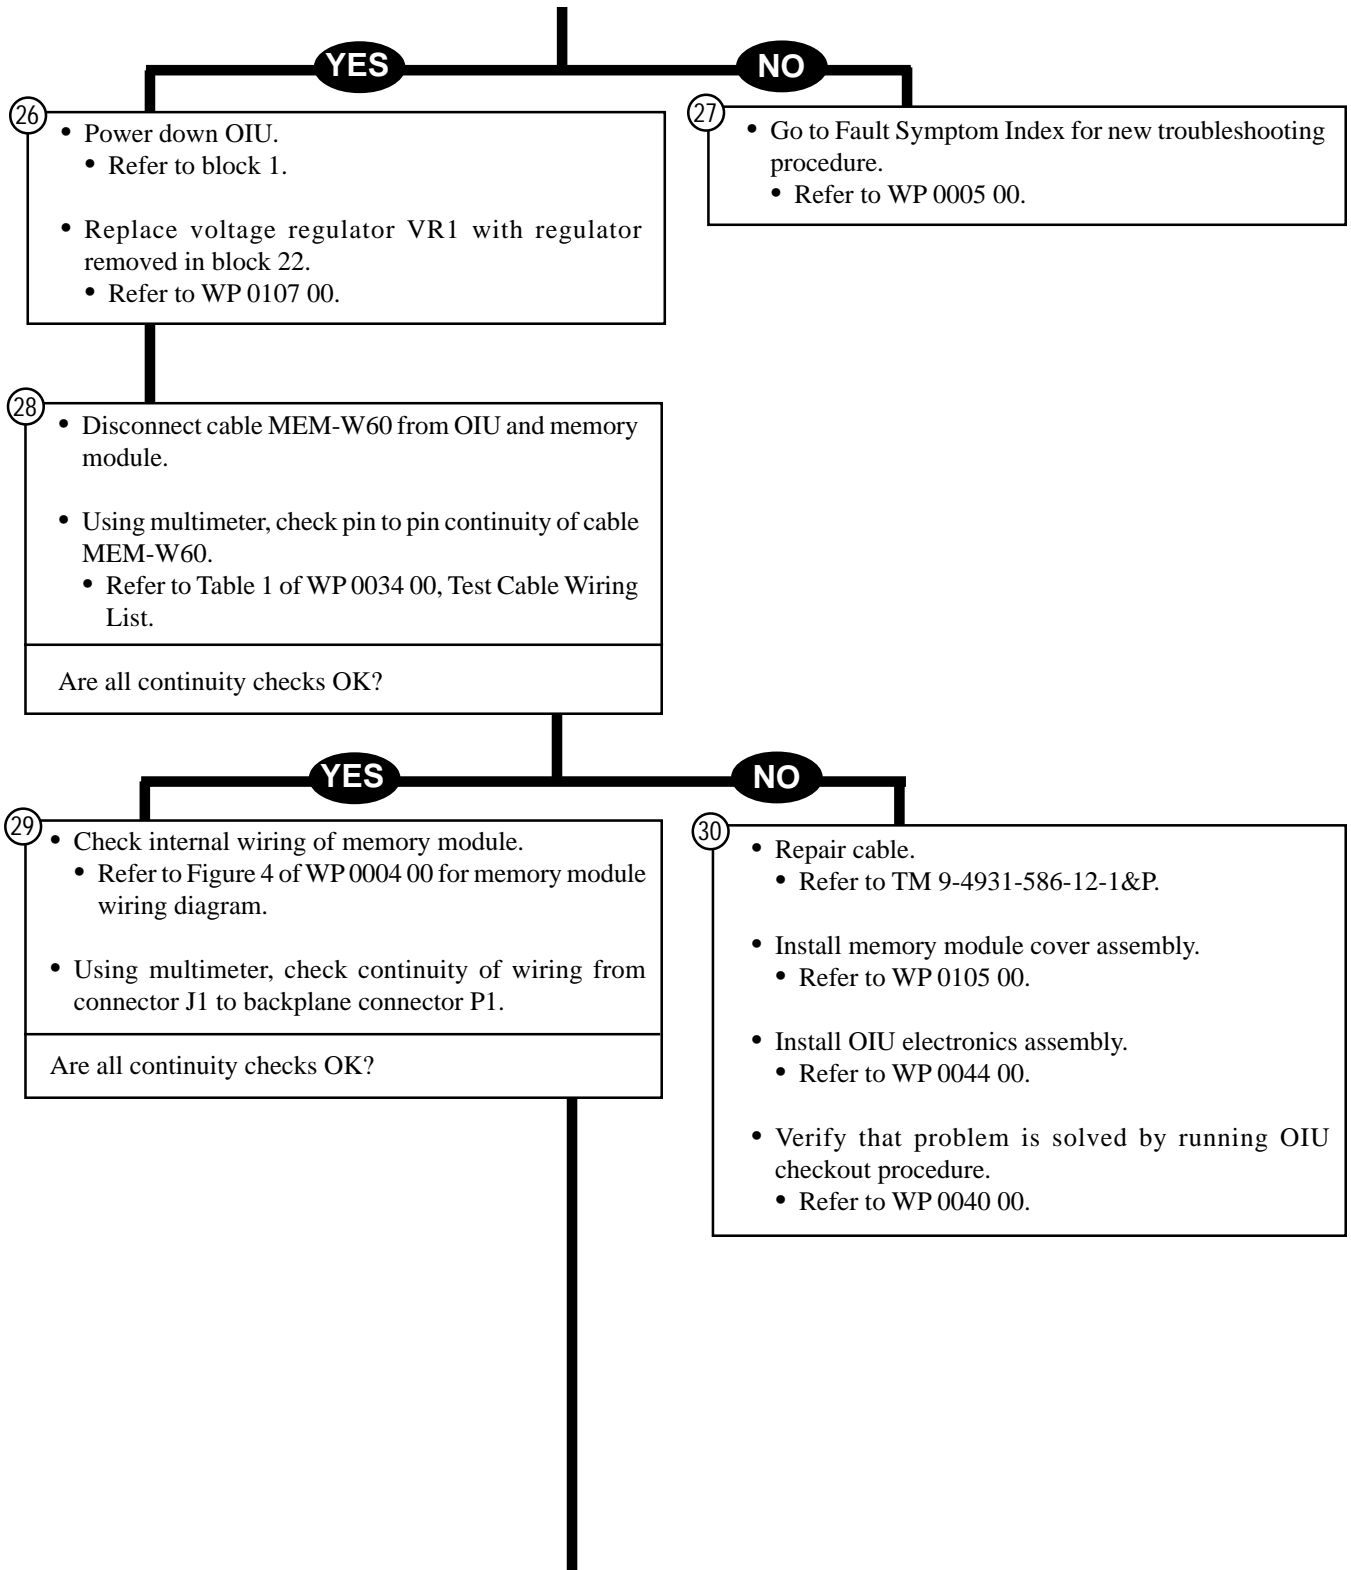 YES
NO
26
• Power down OIU.
• Refer to block 1.
• Replace voltage regulator VR1 with regulator
removed in block 22.
• Refer to WP 0107 00.
27
• Go to Fault Symptom Index for new troubleshooting
procedure.
• Refer to WP 0005 00.
28
• Disconnect cable MEM-W60 from OIU and memory
module.
• Using multimeter, check pin to pin continuity of cable
MEM-W60.
• Refer to Table 1 of WP 0034 00, Test Cable Wiring
List.
Are all continuity checks OK?
YES
NO
29
• Check internal wiring of memory module.
• Refer to Figure 4 of WP 0004 00 for memory module
wiring diagram.
• Using multimeter, check continuity of wiring from
connector J1 to backplane connector P1.
Are all continuity checks OK?
30
• Repair cable.
• Refer to TM 9-4931-586-12-1&P.
• Install memory module cover assembly.
• Refer to WP 0105 00.
• Install OIU electronics assembly.
• Refer to WP 0044 00.
• Verify that problem is solved by running OIU
checkout procedure.
• Refer to WP 0040 00.